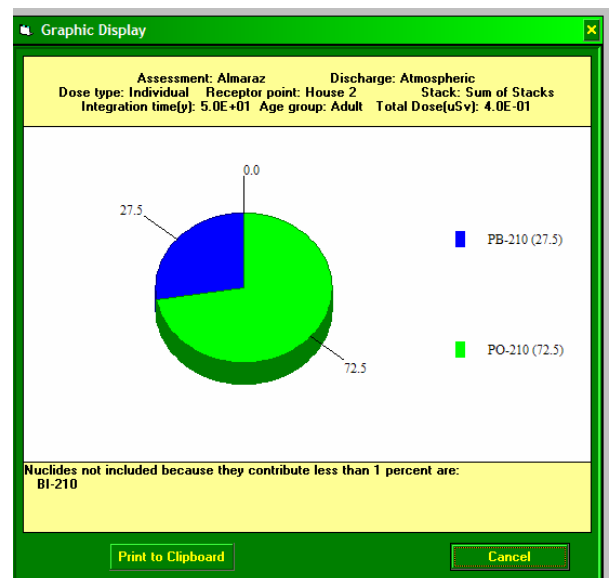 Graphic Display
Assessment: Almaraz Discharge: Atmospheric
Dose type: Individual Receptor point: House 2 Stack: Sum of Stacks
Integration time(y): 5.0E+01 Age group: Adult Total Dose(uSv): 4.0E-01
0.0
27.5
PB-210 (27.5)
PO-210 (72.5)
72.5
Nuclides not included because they contribute less than 1 percent are:
BI-210
Print to Clipboard Cancel